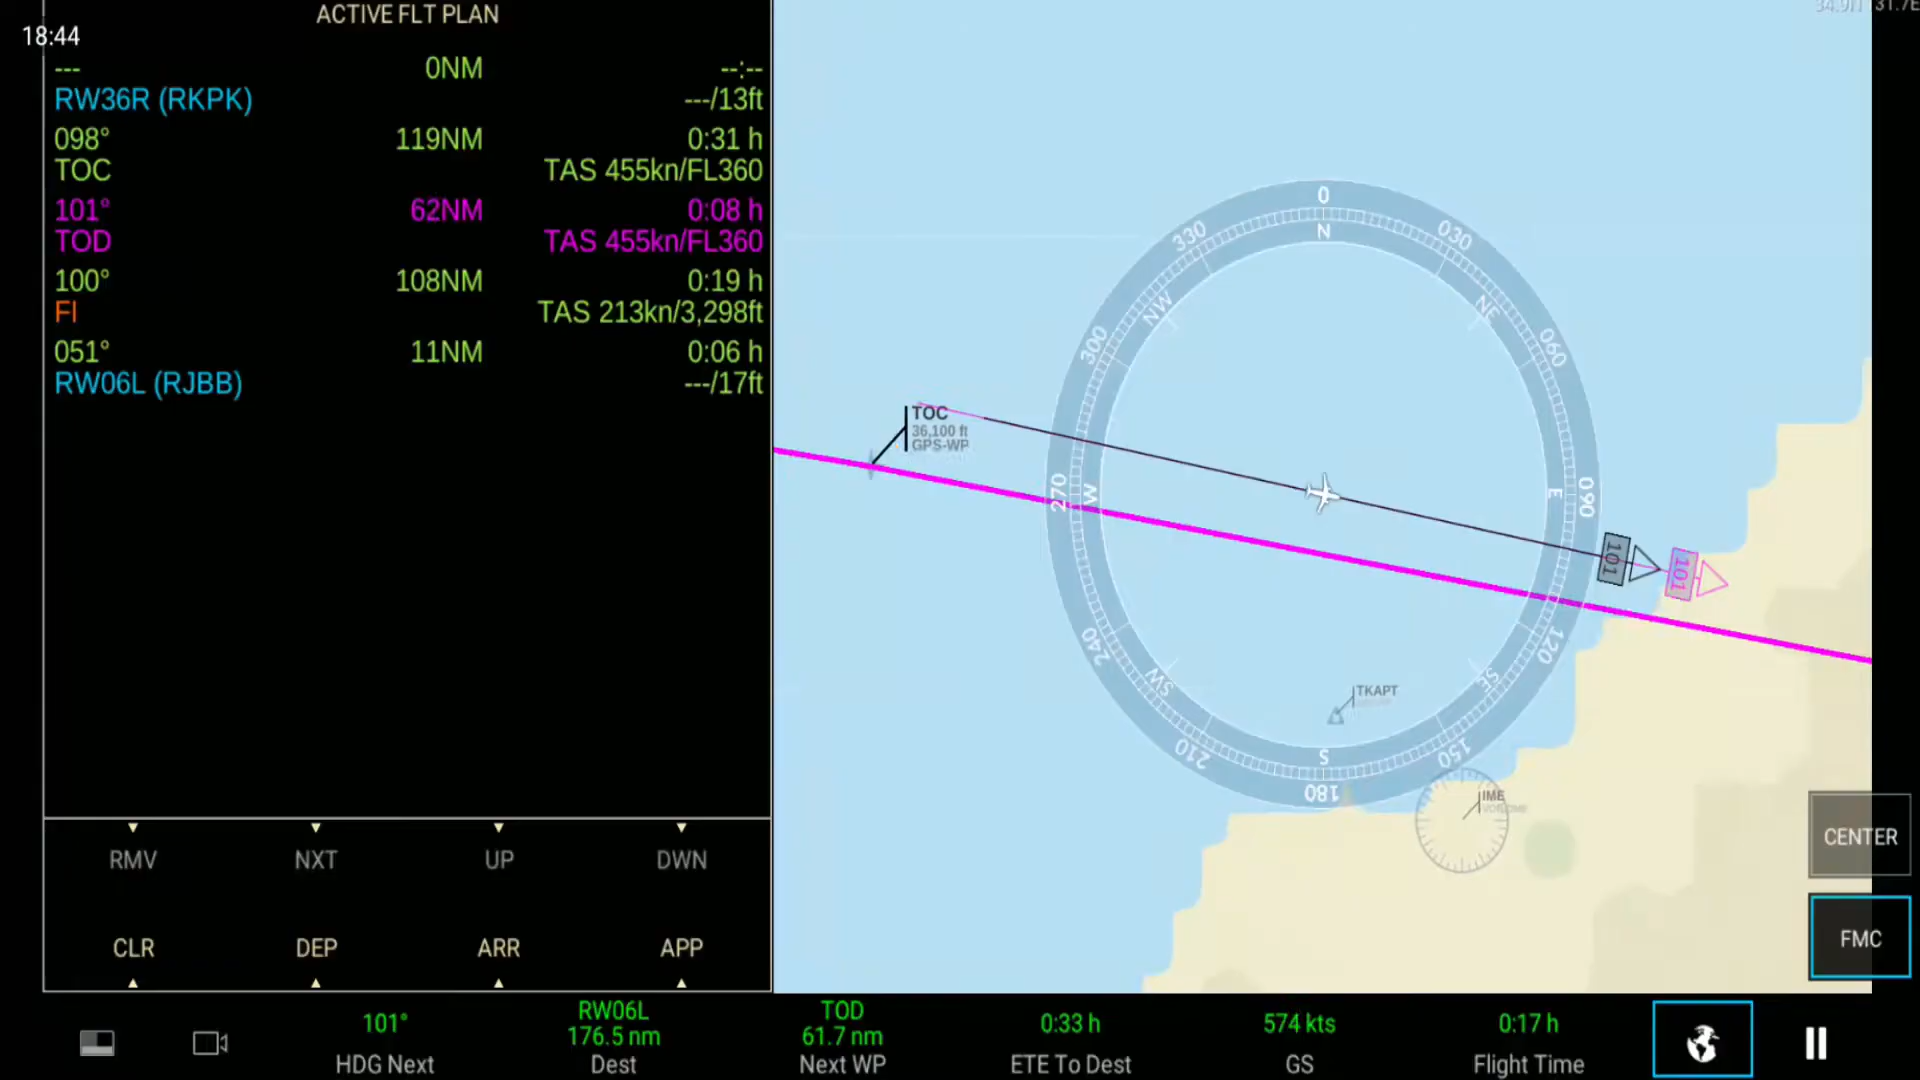 ACTIVE FLT PLAN
18:44
--- 0NM --:--
RW36R (RKPK) ---/13ft
098° 119NM 0:31 h
TOC TAS 455kn/FL360
101° 62NM 0:08 h
TOD TAS 455kn/FL360
100° 108NM 0:19 h
FI TAS 213kn/3,298ft
051° 11NM 0:06 h
RW06L (RJBB) ---/17ft
RMV NXT UP DWN
CLR DEP ARR APP
TOC
36,100 ft
GPS-WP
0
N
030
NE
060
090
E
120
SE
150
180
S
210
SW
240
270
W
300
NW
330
101
101
TKAPT
IME
CENTER
FMC
101°
HDG Next
RW06L
176.5 nm
Dest
TOD
61.7 nm
Next WP
0:33 h
ETE To Dest
574 kts
GS
0:17 h
Flight Time